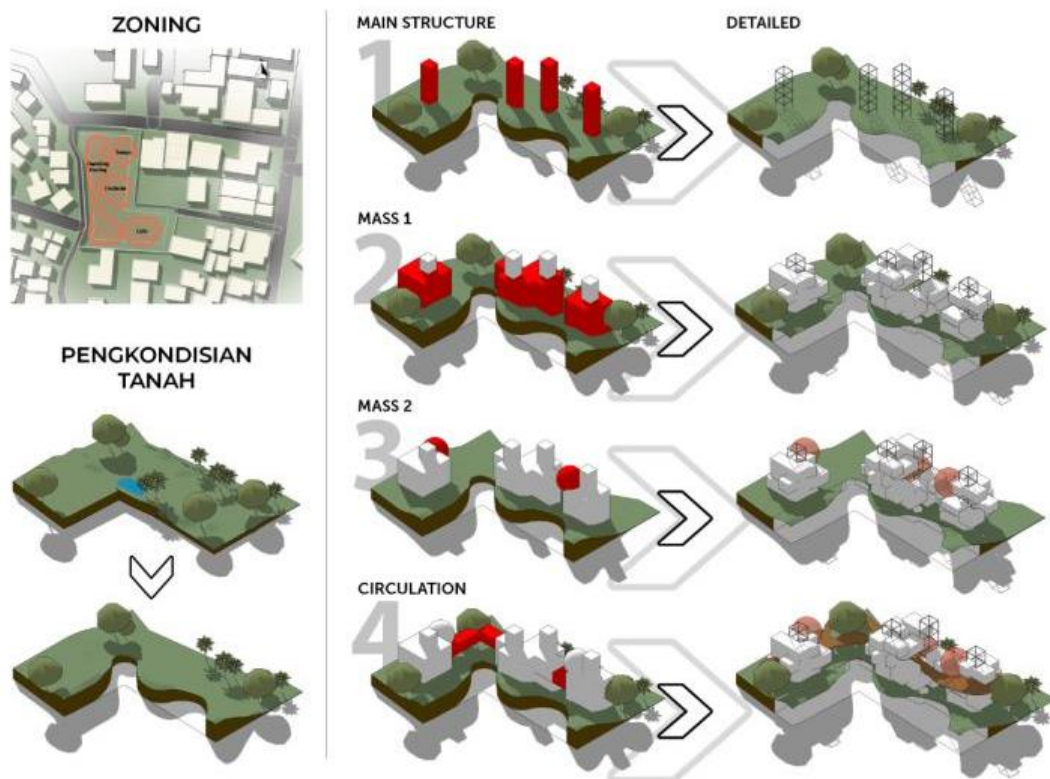 ZONING
PENGKONDISIAN
TANAH
MAIN STRUCTURE
DETAILED
1
MASS 1
2
MASS 2
3
CIRCULATION
4